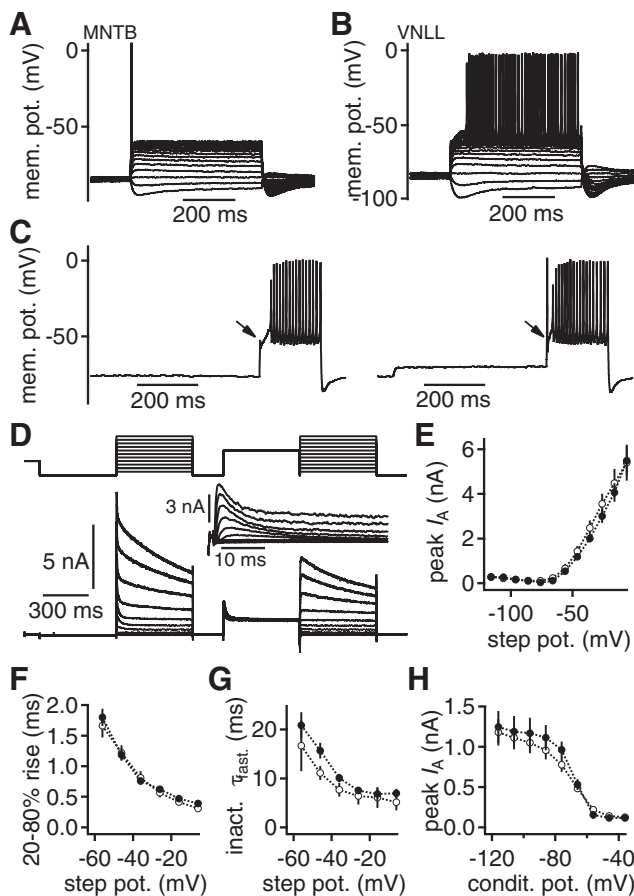 A MNTB
0
-50
mem. pot. (mV)
200 ms
B VNLL
0
-50
-100
mem. pot. (mV)
200 ms
C
0
-50
mem. pot. (mV)
200 ms
200 ms
D
5 nA
300 ms
3 nA
10 ms
E
6
4
2
0
peak IA (nA)
-100 -50
step pot. (mV)
F
2.0
1.5
1.0
0.5
0.0
20-80% rise (ms)
-60 -40 -20
step pot. (mV)
G
20
10
0
inact. τfast. (ms)
-60 -40 -20
step pot. (mV)
H
1.5
1.0
0.5
0.0
peak IA (nA)
-120 -80 -40
condit. pot. (mV)